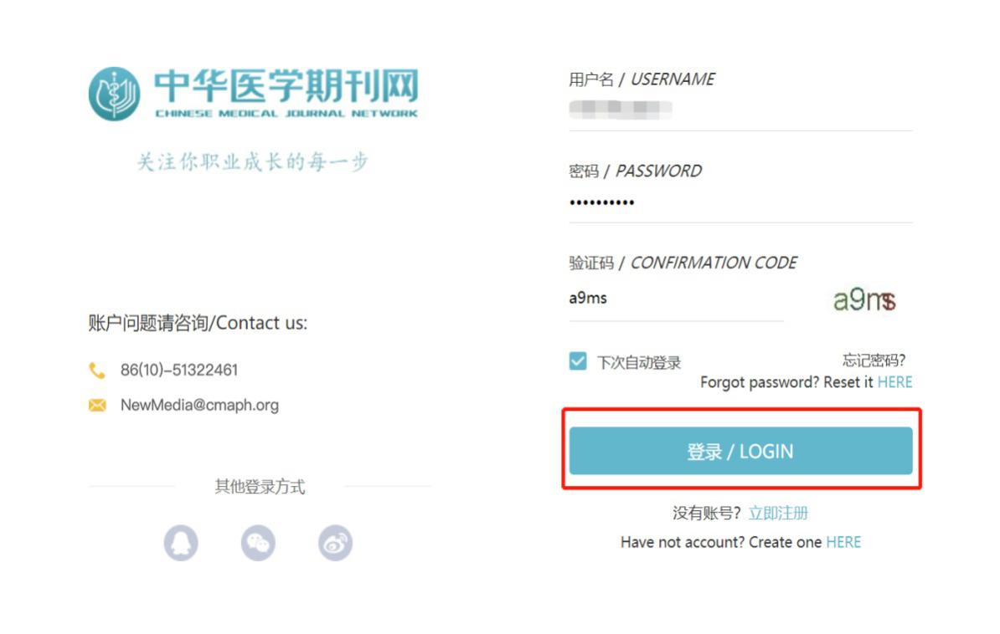 中华医学期刊网
CHINESE MEDICAL JOURNAL NETWORK
关注你职业成长的每一步
账户问题请咨询/Contact us:
86(10)-51322461
NewMedia@cmaph.org
其他登录方式
用户名 / USERNAME
密码 / PASSWORD
••••••••••
验证码 / CONFIRMATION CODE
a9ms a9ms
下次自动登录 忘记密码?
Forgot password? Reset it HERE
登录 / LOGIN
没有账号? 立即注册
Have not account? Create one HERE